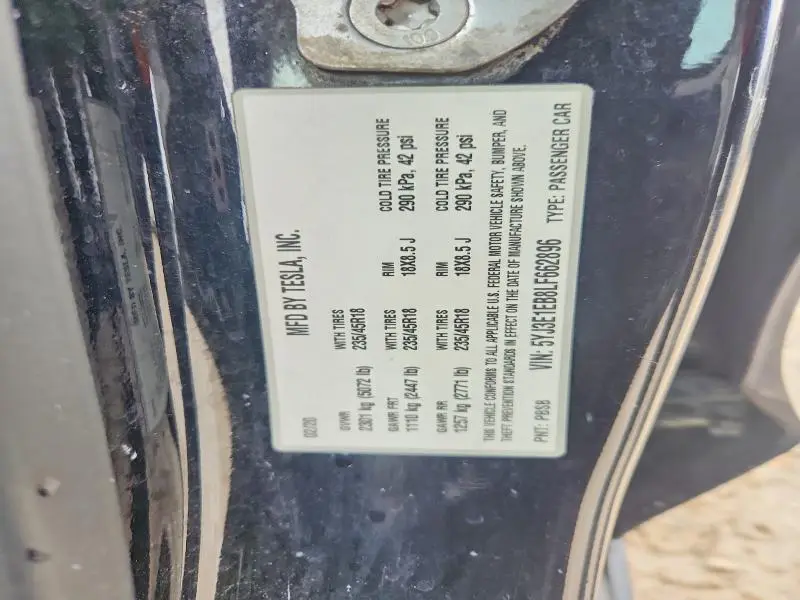 MFD BY TESLA, INC.
02/20
GVWR WITH TIRES RIM COLD TIRE PRESSURE
2301 kg (5072 lb) 235/45R18 18X8.5 J 290 kPa, 42 psi
GAWR FRT WITH TIRES
1110 kg (2447 lb) 235/45R18
GAWR RR WITH TIRES RIM COLD TIRE PRESSURE
1257 kg (2771 lb) 235/45R18 18X8.5 J 290 kPa, 42 psi
THIS VEHICLE CONFORMS TO ALL APPLICABLE U.S. FEDERAL MOTOR VEHICLE SAFETY, BUMPER, AND
THEFT PREVENTION STANDARDS IN EFFECT ON THE DATE OF MANUFACTURE SHOWN ABOVE.
VIN: 5YJ3E1EB8LF662896 TYPE: PASSENGER CAR
PNT: PBSB